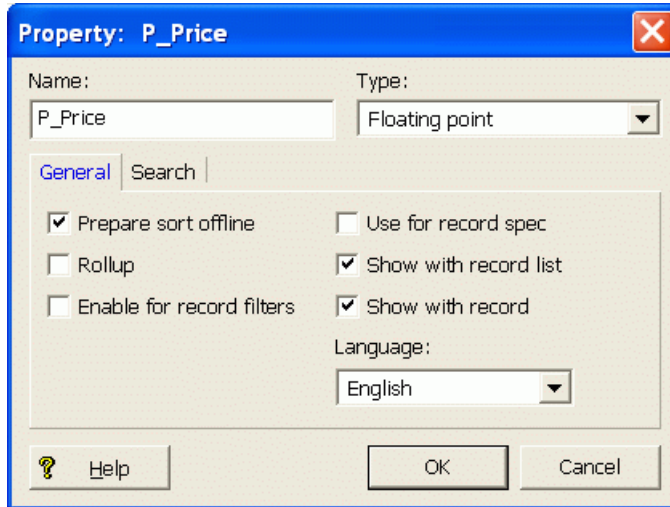 Property: P_Price
Name: Type:
P_Price Floating point
General Search
Prepare sort offline Use for record spec
Rollup Show with record list
Enable for record filters Show with record
Language:
English
? Help OK Cancel